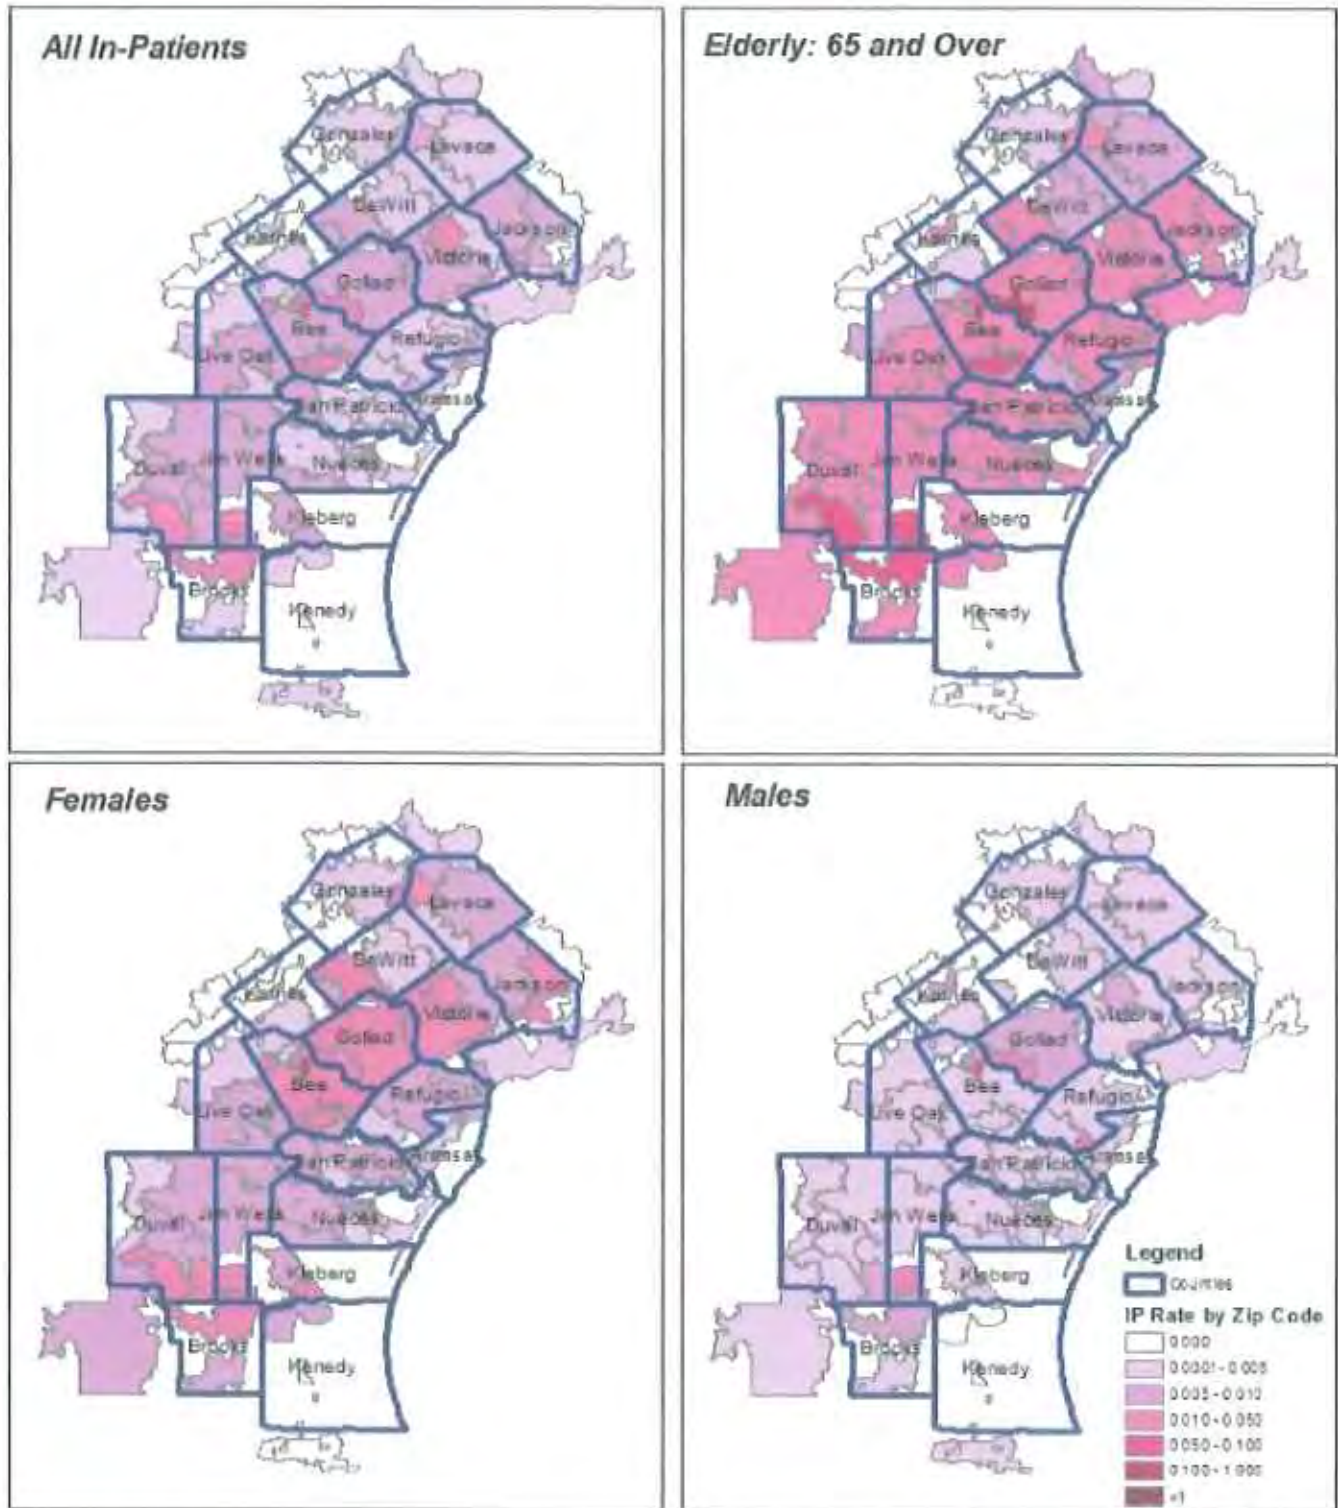 All In-Patients
Gonzales
Lavaca
DeWitt
Karnes
Jackson
Victoria
Goliad
Bee
Refugio
Live Oak
San Patricio
Aransas
Duval
Jim Wells
Nueces
Kleberg
Brooks
Kenedy
Elderly: 65 and Over
Gonzales
Lavaca
DeWitt
Karnes
Jackson
Victoria
Goliad
Bee
Refugio
Live Oak
San Patricio
Aransas
Duval
Jim Wells
Nueces
Kleberg
Brooks
Kenedy
Females
Gonzales
Lavaca
DeWitt
Karnes
Jackson
Victoria
Goliad
Bee
Refugio
Live Oak
San Patricio
Aransas
Duval
Jim Wells
Nueces
Kleberg
Brooks
Kenedy
Males
Gonzales
Lavaca
DeWitt
Karnes
Jackson
Victoria
Goliad
Bee
Refugio
Live Oak
San Patricio
Aransas
Duval
Jim Wells
Nueces
Kleberg
Brooks
Kenedy
Legend
Counties
IP Rate by Zip Code
0.000
0.0001 - 0.005
0.005 - 0.010
0.010 - 0.050
0.050 - 0.100
0.100 - 1.000